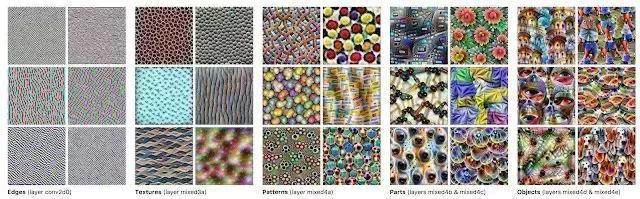 Edges (layer conv2d0)
Textures (layer mixed3a)
Patterns (layer mixed4a)
Parts (layers mixed4b & mixed4c)
Objects (layers mixed4d & mixed4e)